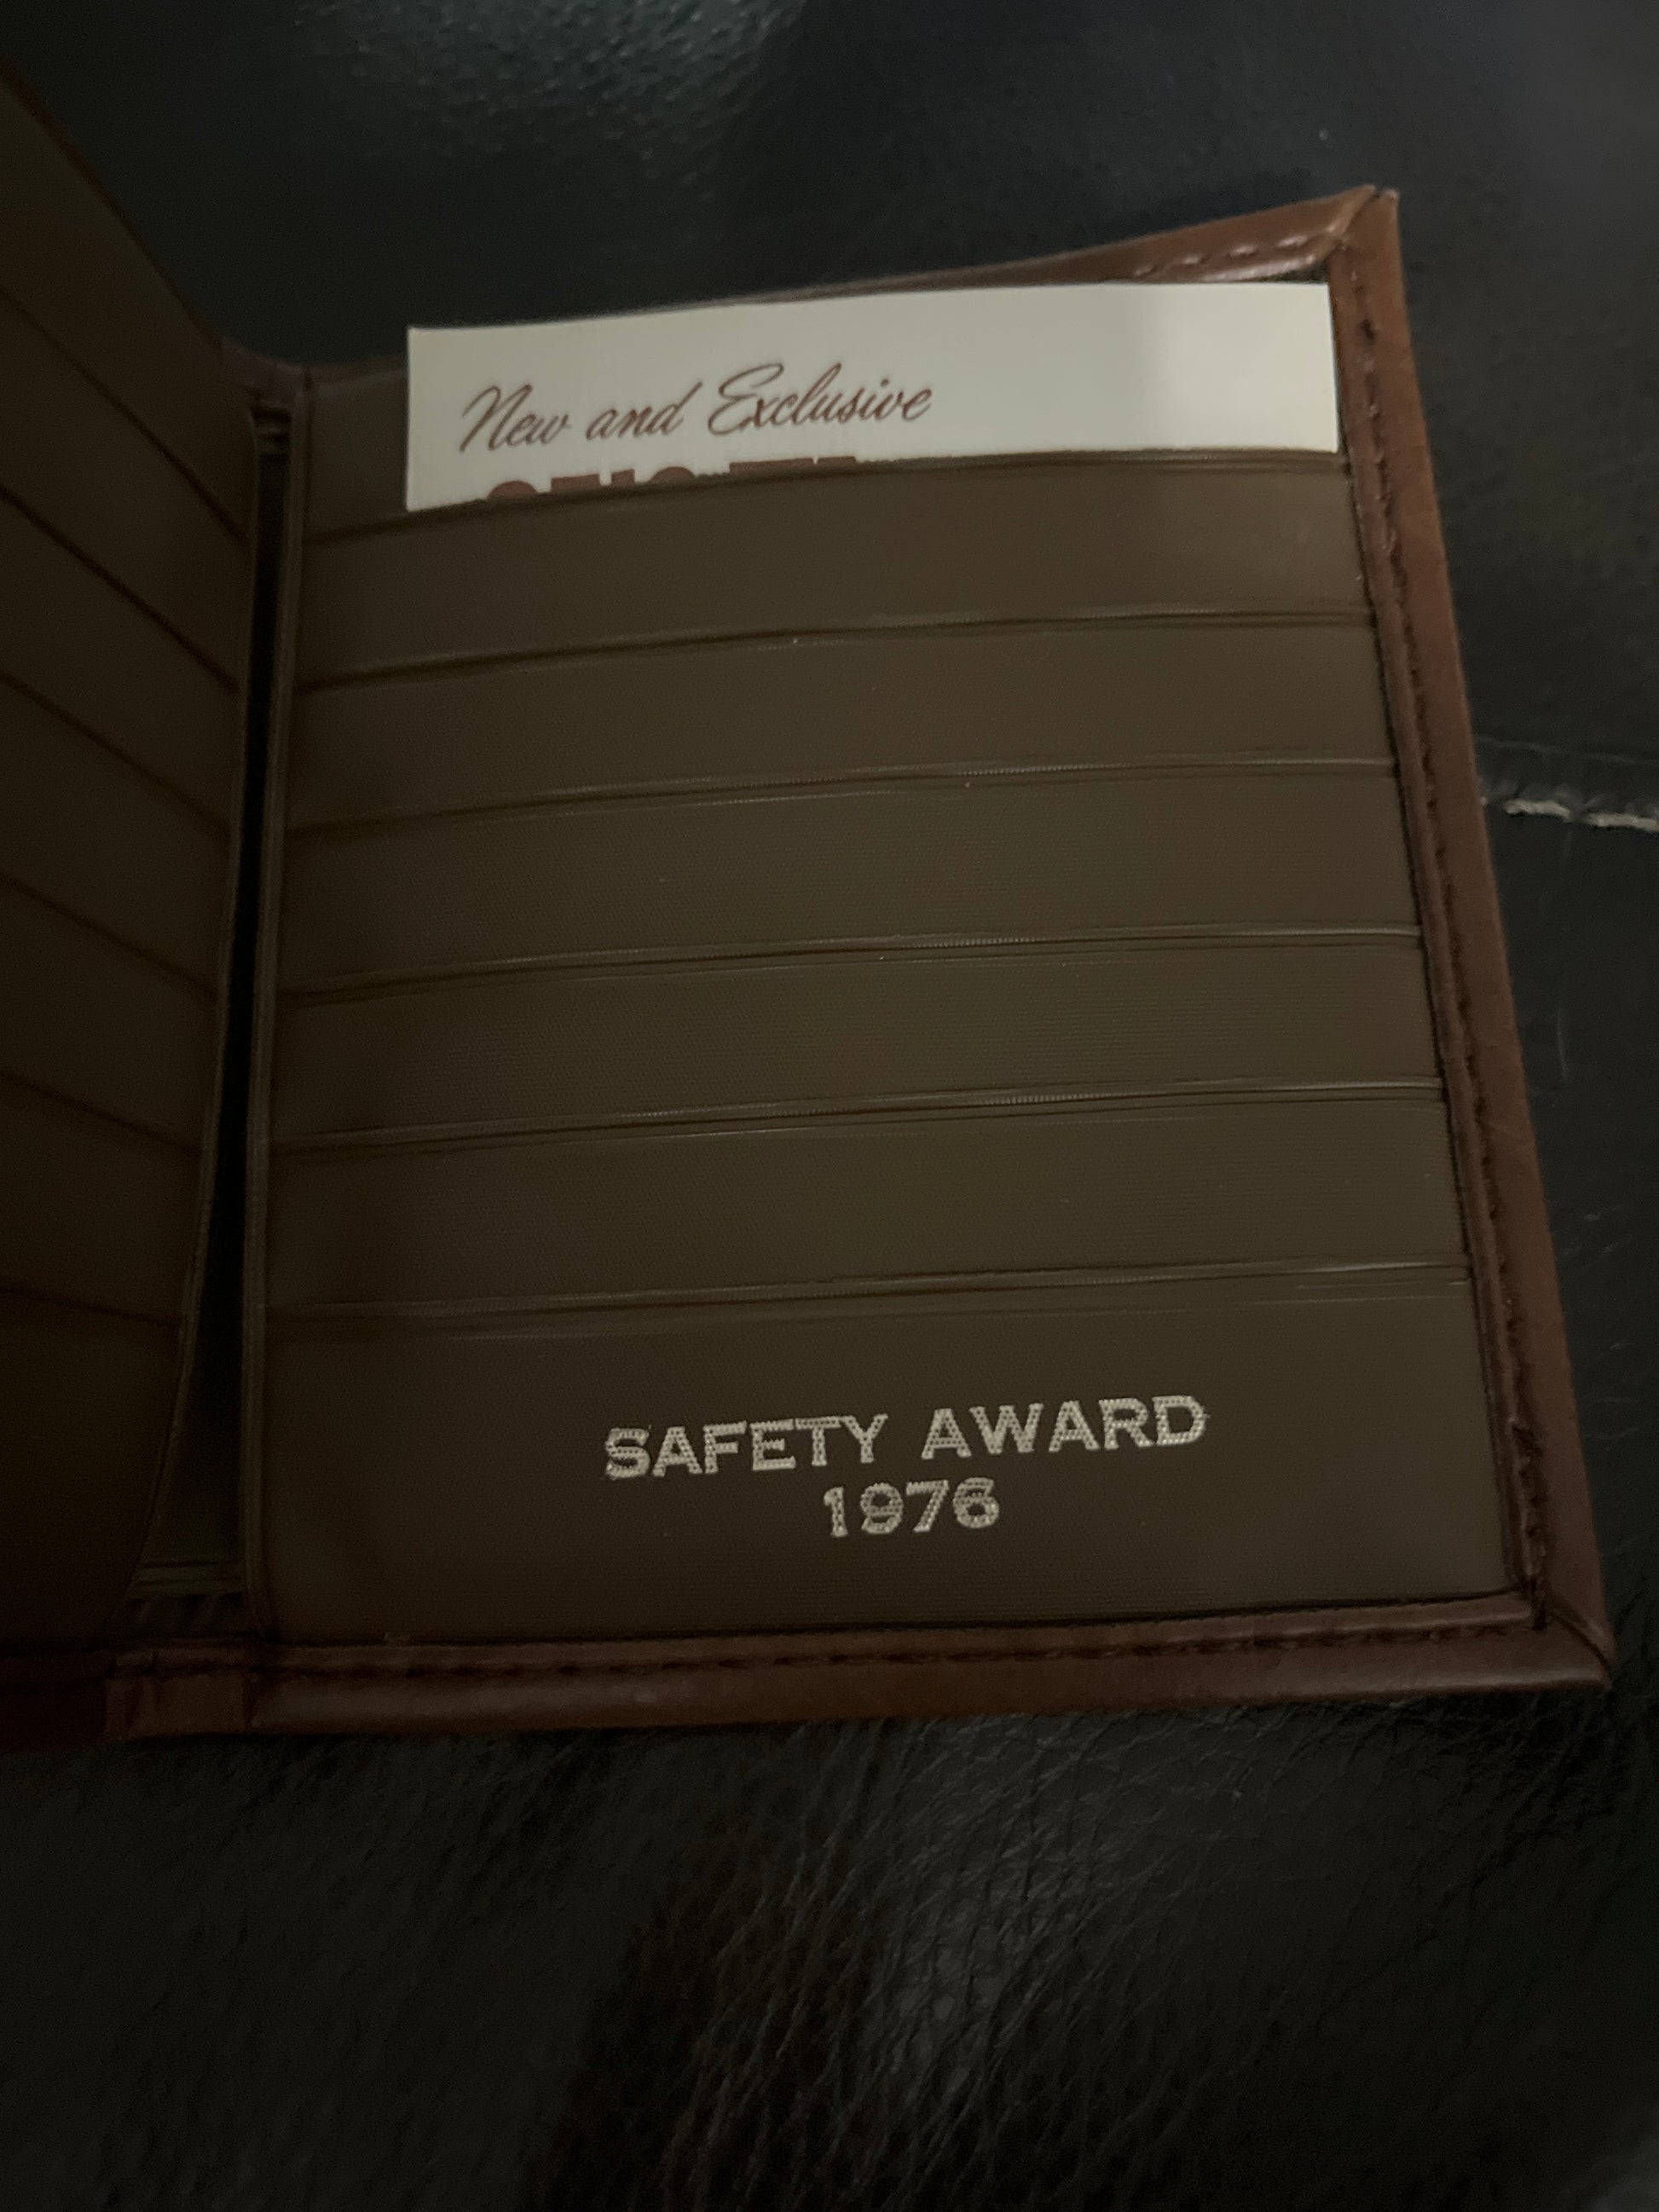 New and Exclusive
SAFETY AWARD
1976